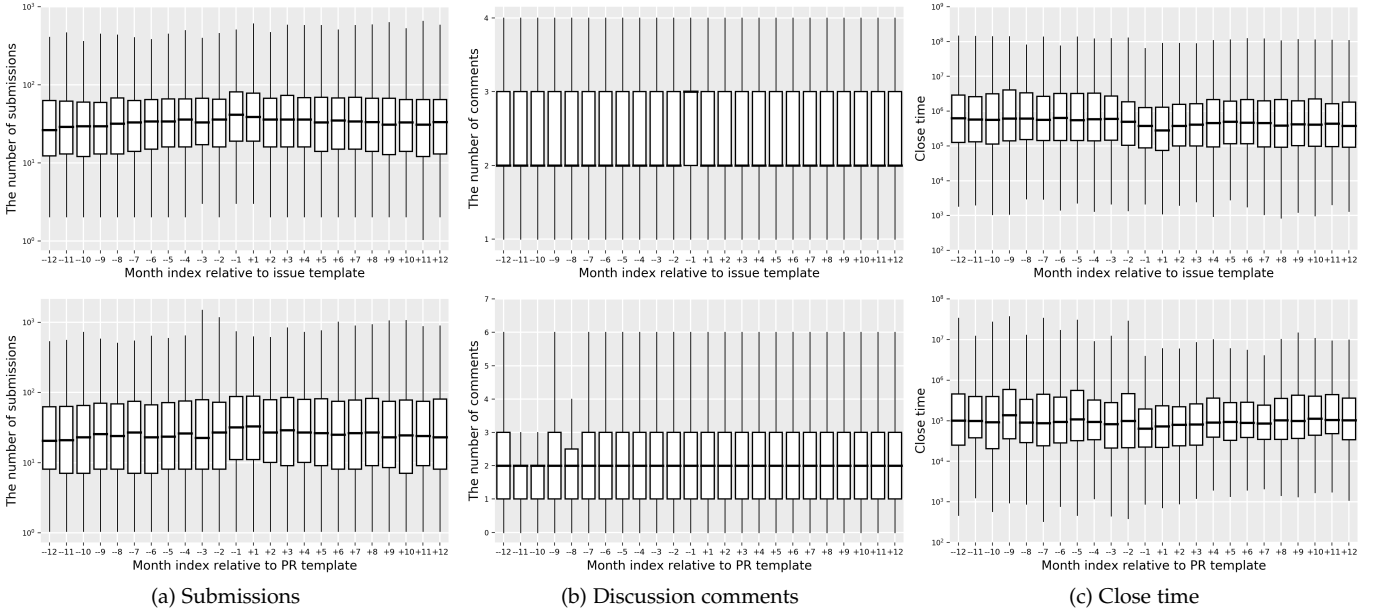 10³
10²
10¹
10⁰
The number of submissions
--12 --11 --10 --9 --8 --7 --6 --5 --4 --3 --2 --1 +1 +2 +3 +4 +5 +6 +7 +8 +9 +10 +11 +12
Month index relative to issue template
4
3
2
1
The number of comments
--12 --11 --10 --9 --8 --7 --6 --5 --4 --3 --2 --1 +1 +2 +3 +4 +5 +6 +7 +8 +9 +10 +11 +12
Month index relative to issue template
10⁹
10⁸
10⁷
10⁶
10⁵
10⁴
10³
10²
Close time
--12 --11 --10 --9 --8 --7 --6 --5 --4 --3 --2 --1 +1 +2 +3 +4 +5 +6 +7 +8 +9 +10 +11 +12
Month index relative to issue template
10³
10²
10¹
10⁰
The number of submissions
--12 --11 --10 --9 --8 --7 --6 --5 --4 --3 --2 --1 +1 +2 +3 +4 +5 +6 +7 +8 +9 +10 +11 +12
Month index relative to PR template
7
6
5
4
3
2
1
0
The number of comments
--12 --11 --10 --9 --8 --7 --6 --5 --4 --3 --2 --1 +1 +2 +3 +4 +5 +6 +7 +8 +9 +10 +11 +12
Month index relative to PR template
10⁸
10⁷
10⁶
10⁵
10⁴
10³
10²
Close time
--12 --11 --10 --9 --8 --7 --6 --5 --4 --3 --2 --1 +1 +2 +3 +4 +5 +6 +7 +8 +9 +10 +11 +12
Month index relative to PR template
(a) Submissions
(b) Discussion comments
(c) Close time